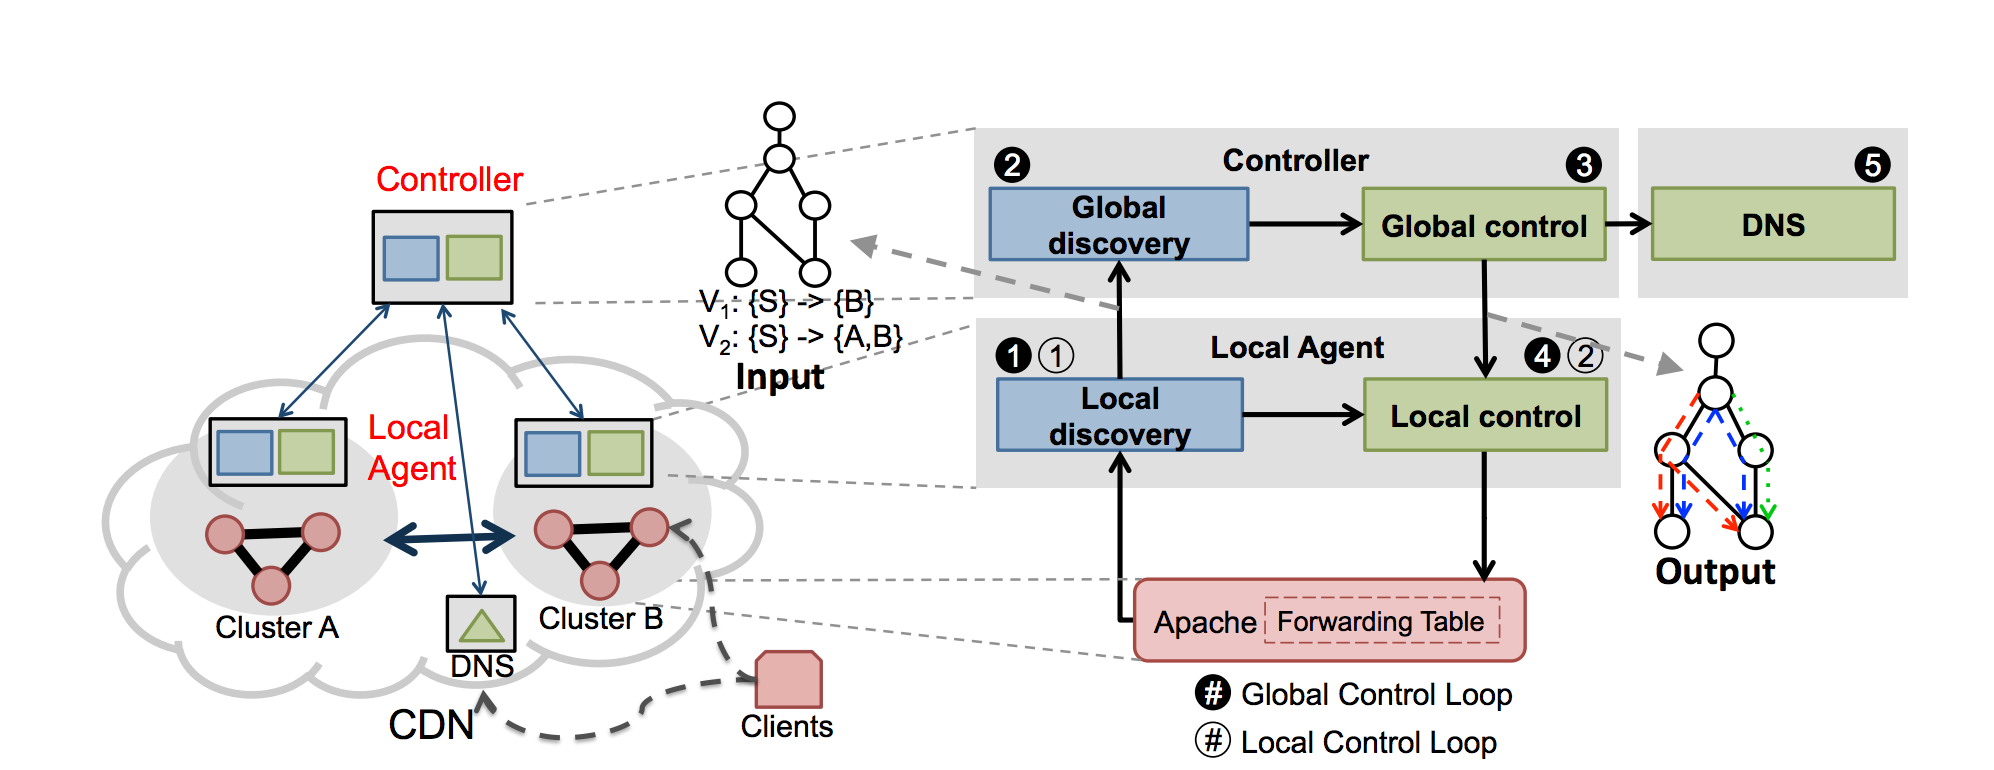 Controller
Local
Agent
Cluster A
Cluster B
DNS
CDN
Clients
V1: {S} -> {B}
V2: {S} -> {A,B}
Input
2
Controller
3
5
Global
discovery
Global control
DNS
1 1
Local Agent
4 2
Local
discovery
Local control
Apache
Forwarding Table
Output
# Global Control Loop
# Local Control Loop